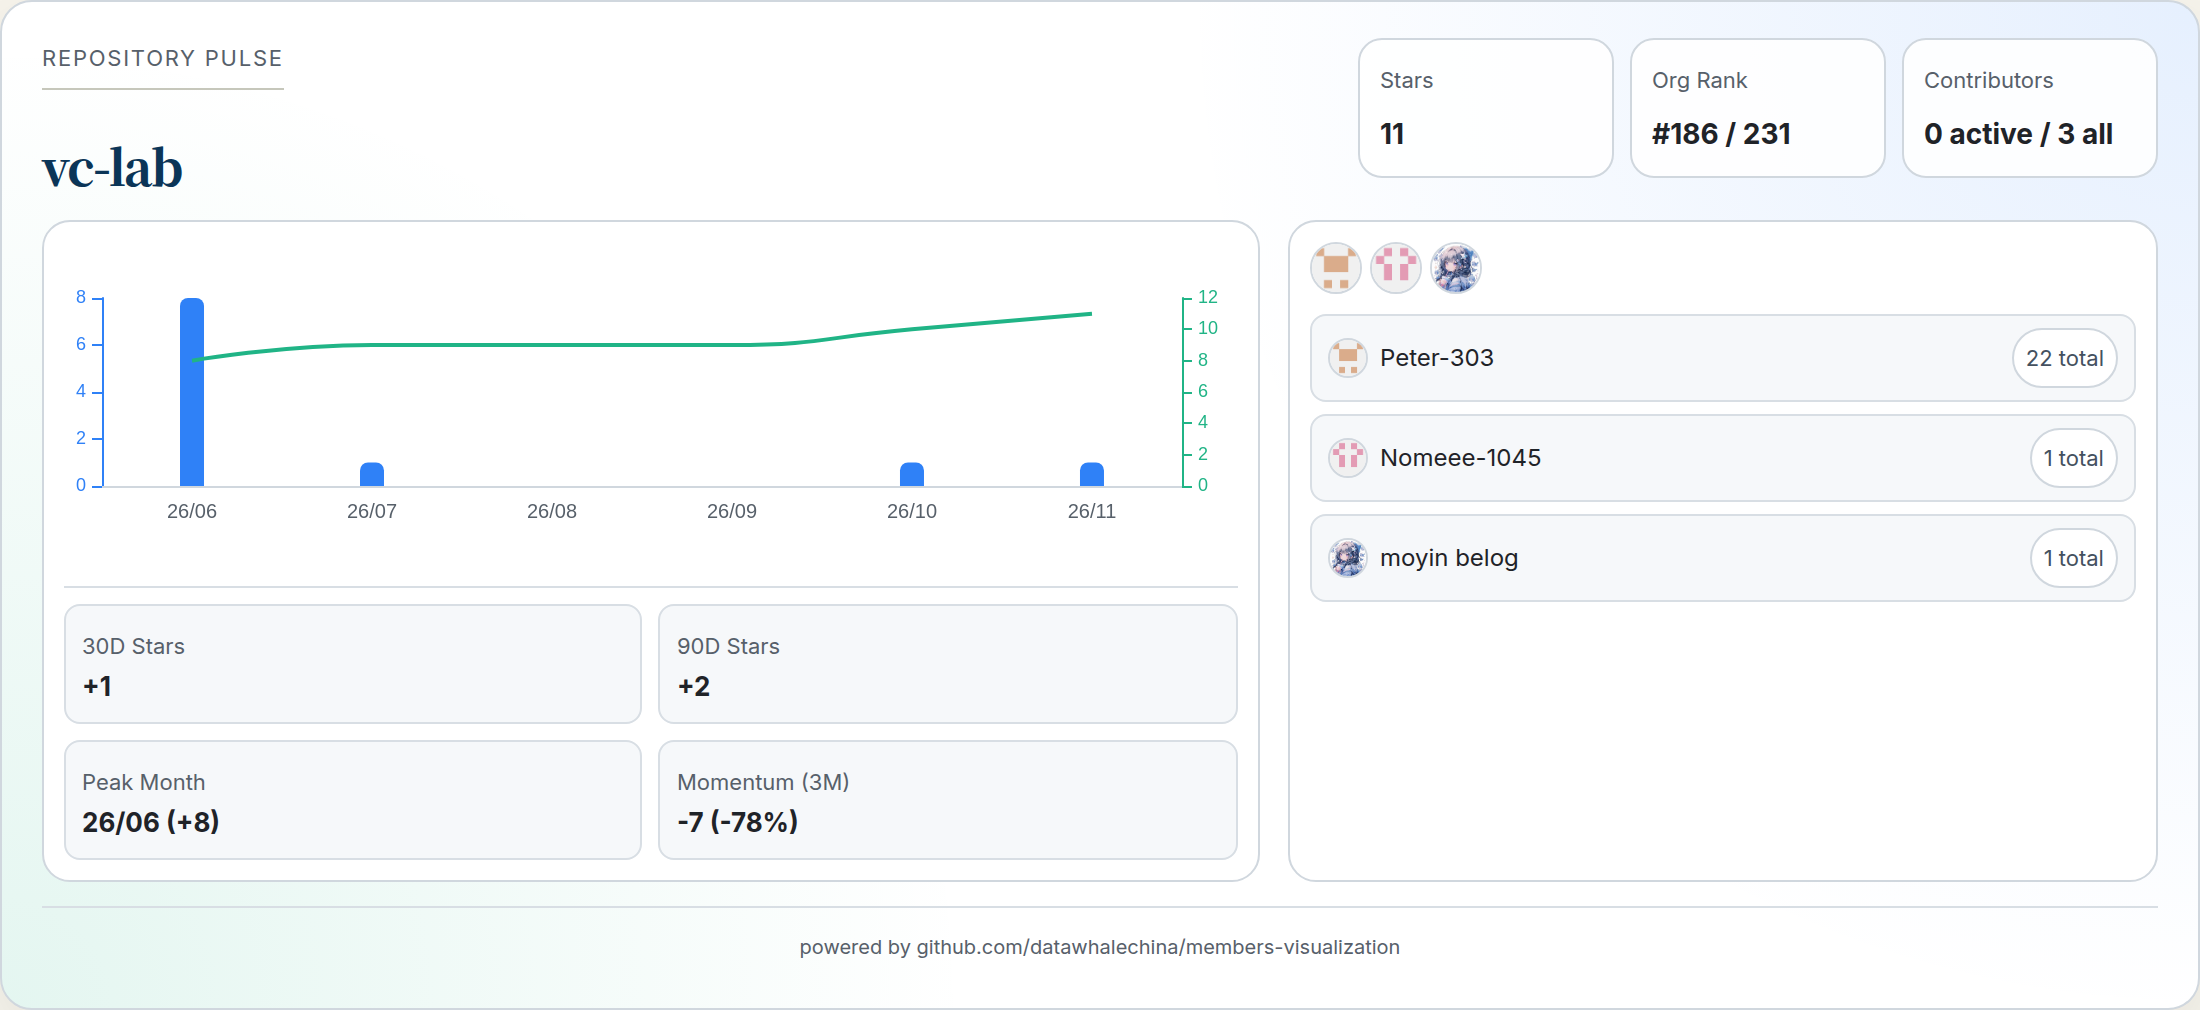 REPOSITORY PULSE
vc-lab
Stars
11
Org Rank
#186 / 231
Contributors
0 active / 3 all
8
6
4
2
0
12
10
8
6
4
2
0
26/06
26/07
26/08
26/09
26/10
26/11
30D Stars
+1
90D Stars
+2
Peak Month
26/06 (+8)
Momentum (3M)
-7 (-78%)
Peter-303
22 total
Nomeee-1045
1 total
moyin belog
1 total
powered by github.com/datawhalechina/members-visualization